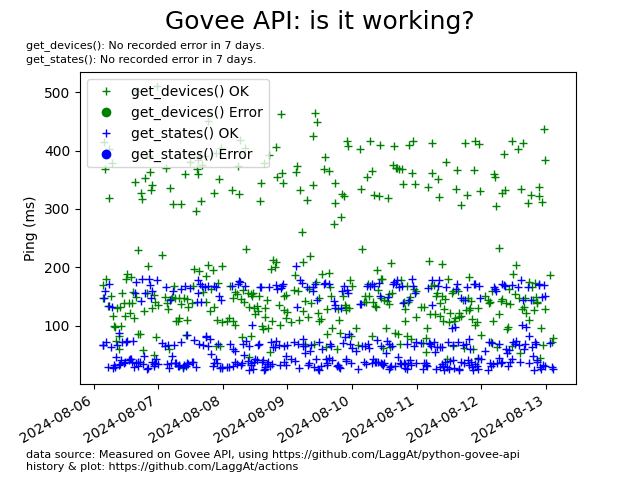 Govee API: is it working?
get_devices(): No recorded error in 7 days.
get_states(): No recorded error in 7 days.
get_devices() OK
get_devices() Error
get_states() OK
get_states() Error
Ping (ms)
500
400
300
200
100
2024-08-06
2024-08-07
2024-08-08
2024-08-09
2024-08-10
2024-08-11
2024-08-12
2024-08-13
data source: Measured on Govee API, using https://github.com/LaggAt/python-govee-api
history & plot: https://github.com/LaggAt/actions